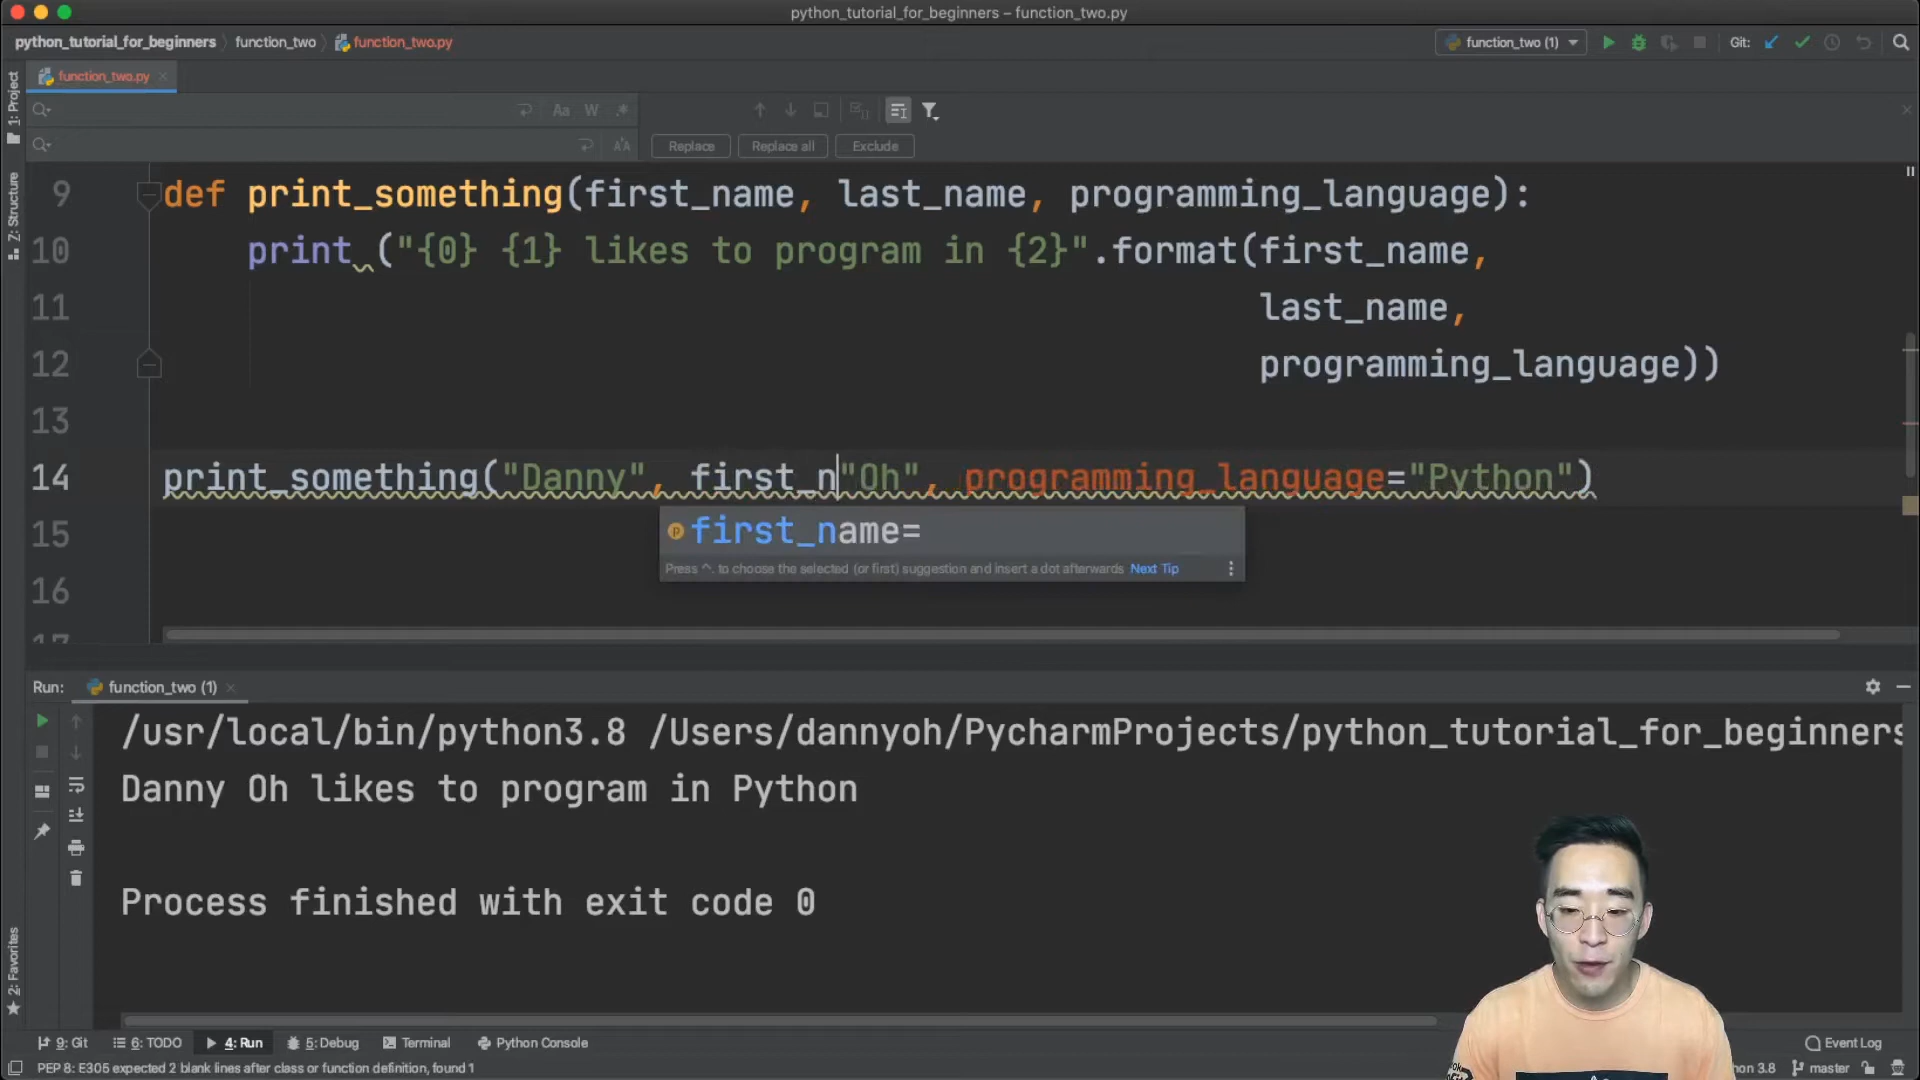 python_tutorial_for_beginners – function_two.py
python_tutorial_for_beginners function_two function_two.py
function_two (1) Git:
function_two.py
1: Project
Aa W .*
Replace Replace all Exclude
Z: Structure
9 def print_something(first_name, last_name, programming_language):
10 print ("{0} {1} likes to program in {2}".format(first_name,
11 last_name,
12 programming_language))
13
14 print_something("Danny", first_n"Oh", programming_language="Python")
first_name=
15
Press ^. to choose the selected (or first) suggestion and insert a dot afterwards Next Tip
16
17
Run: function_two (1)
/usr/local/bin/python3.8 /Users/dannyoh/PycharmProjects/python_tutorial_for_beginners
Danny Oh likes to program in Python
Process finished with exit code 0
2: Favorites
9: Git 6: TODO 4: Run 5: Debug Terminal Python Console Event Log
PEP 8: E305 expected 2 blank lines after class or function definition, found 1 3.8 master